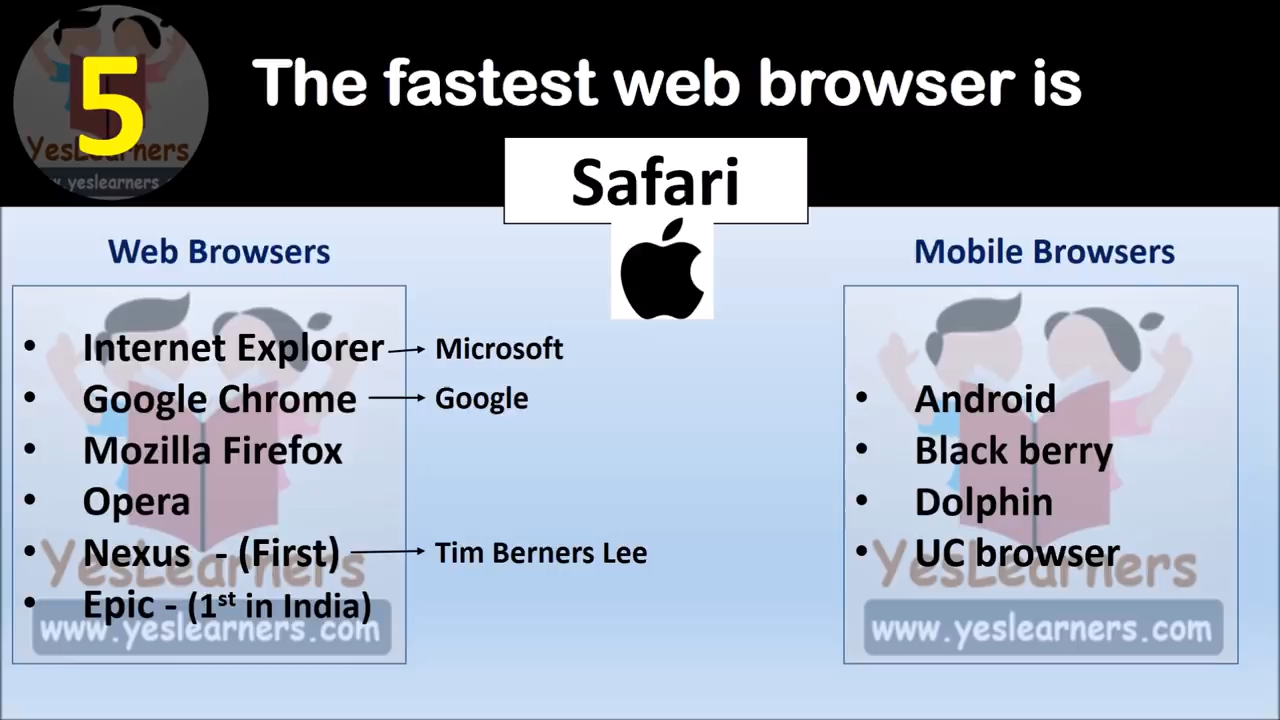 5
YesLearners
www.yeslearners.c
The fastest web browser is
Safari
Web Browsers
• Internet Explorer → Microsoft
• Google Chrome → Google
• Mozilla Firefox
• Opera
• Nexus - (First) → Tim Berners Lee
• Epic - (1st in India)
YesLearners
www.yeslearners.com
Mobile Browsers
• Android
• Black berry
• Dolphin
• UC browser
YesLearners
www.yeslearners.com